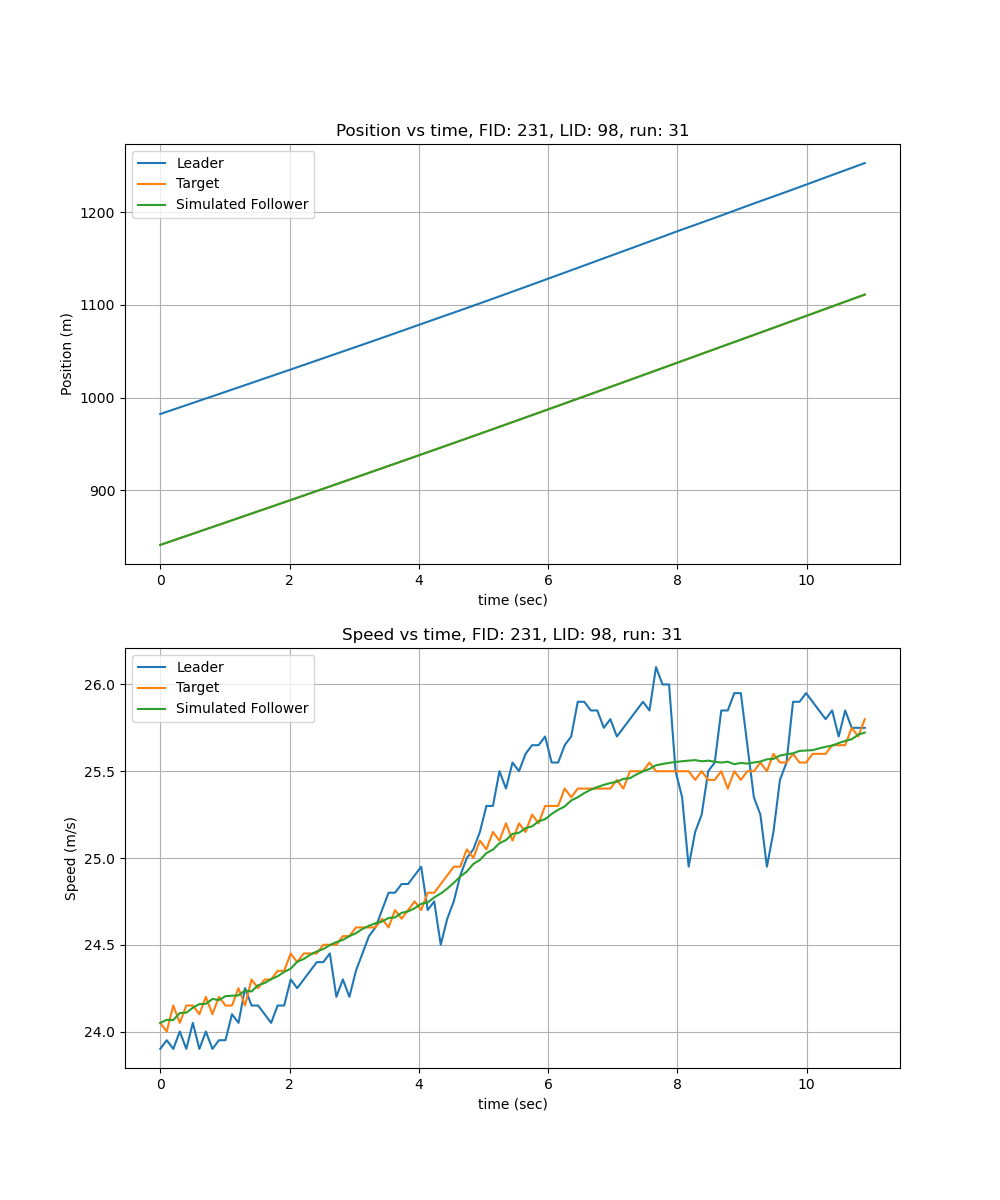 Position vs time, FID: 231, LID: 98, run: 31
Leader
Target
Simulated Follower
1200
1100
1000
900
Position (m)
0 2 4 6 8 10
time (sec)
Speed vs time, FID: 231, LID: 98, run: 31
Leader
Target
Simulated Follower
26.0
25.5
25.0
24.5
24.0
Speed (m/s)
0 2 4 6 8 10
time (sec)